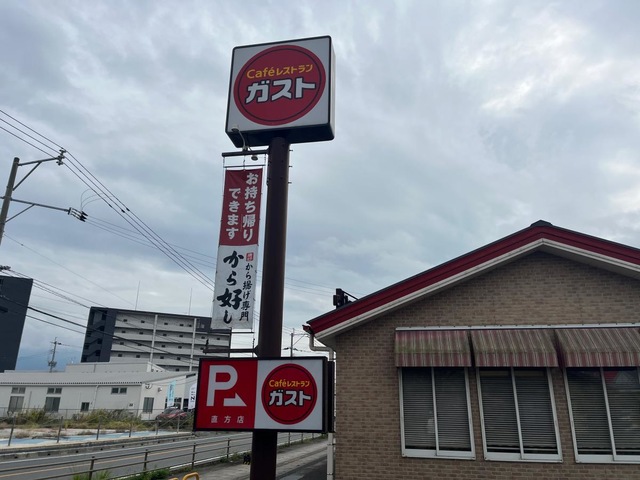 Caféレストラン
ガスト
お持ち帰り
できます
から揚げ専門
から好し
P
直方店
Caféレストラン
ガスト